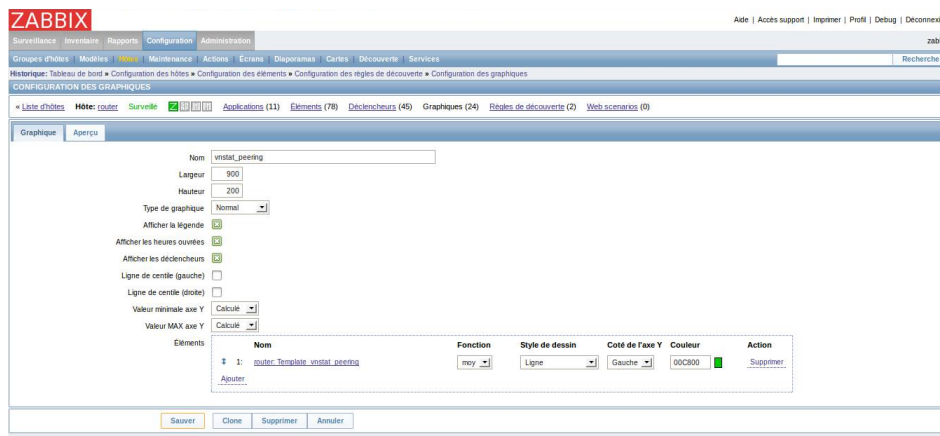 ZABBIX
Aide | Accès support | Imprimer | Profil | Debug | Déconnexi
Surveillance Inventaire Rapports Configuration Administration
zab
Groupes d'hôtes | Modèles | Hôtes | Maintenance | Actions | Écrans | Diaporamas | Cartes | Découverte | Services
Recherche
Historique: Tableau de bord » Configuration des hôtes » Configuration des éléments » Configuration des règles de découverte » Configuration des graphiques
CONFIGURATION DES GRAPHIQUES
« Liste d'hôtes Hôte: router Surveillé Applications (11) Éléments (78) Déclencheurs (45) Graphiques (24) Règles de découverte (2) Web scenarios (0)
Graphique Aperçu
Nom vnstat_peering
Largeur 900
Hauteur 200
Type de graphique Normal
Afficher la légende
Afficher les heures ouvrées
Afficher les déclencheurs
Ligne de centile (gauche)
Ligne de centile (droite)
Valeur minimale axe Y Calculé
Valeur MAX axe Y Calculé
Éléments
Nom Fonction Style de dessin Coté de l'axe Y Couleur Action
1: router: Template_vnstat_peering moy Ligne Gauche 00C800 Supprimer
Ajouter
Sauver Clone Supprimer Annuler